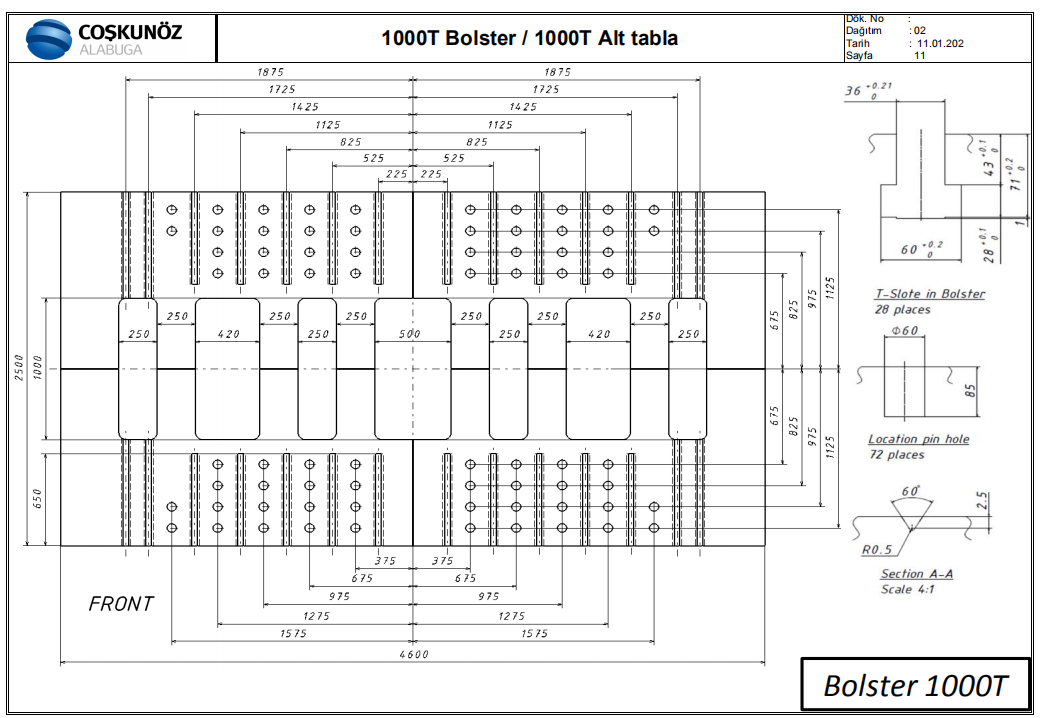 COŞKUNÖZ
ALABUGA
1000T Bolster / 1000T Alt tabla
Dök. No :
Dağıtım : 02
Tarih : 11.01.202
Sayfa 11
1875 1875
1725 1725
1425 1425
1125 1125
825 825
525 525
225 225
250 250 250 250 250 250
250 420 250 500 250 420 250
2500
1000
650
675
825
975
1125
675
825
975
1125
375 375
675 675
975 975
1275 1275
1575 1575
4600
FRONT
36 +0.21 0
43 +0.1 0
71 +0.2 0
1
60 +0.2 0
28 +0.1 0
T-Slote in Bolster
28 places
Φ60
85
Location pin hole
72 places
60°
2.5
R0.5
Section A-A
Scale 4:1
Bolster 1000T